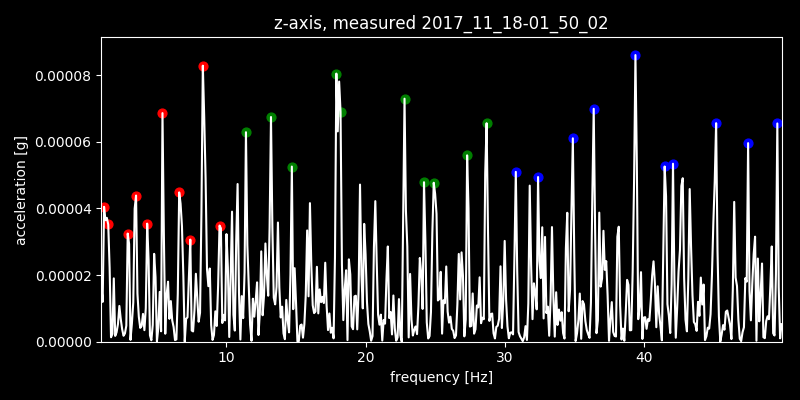 z-axis, measured 2017_11_18-01_50_02
acceleration [g]
0.00008
0.00006
0.00004
0.00002
0.00000
10 20 30 40
frequency [Hz]